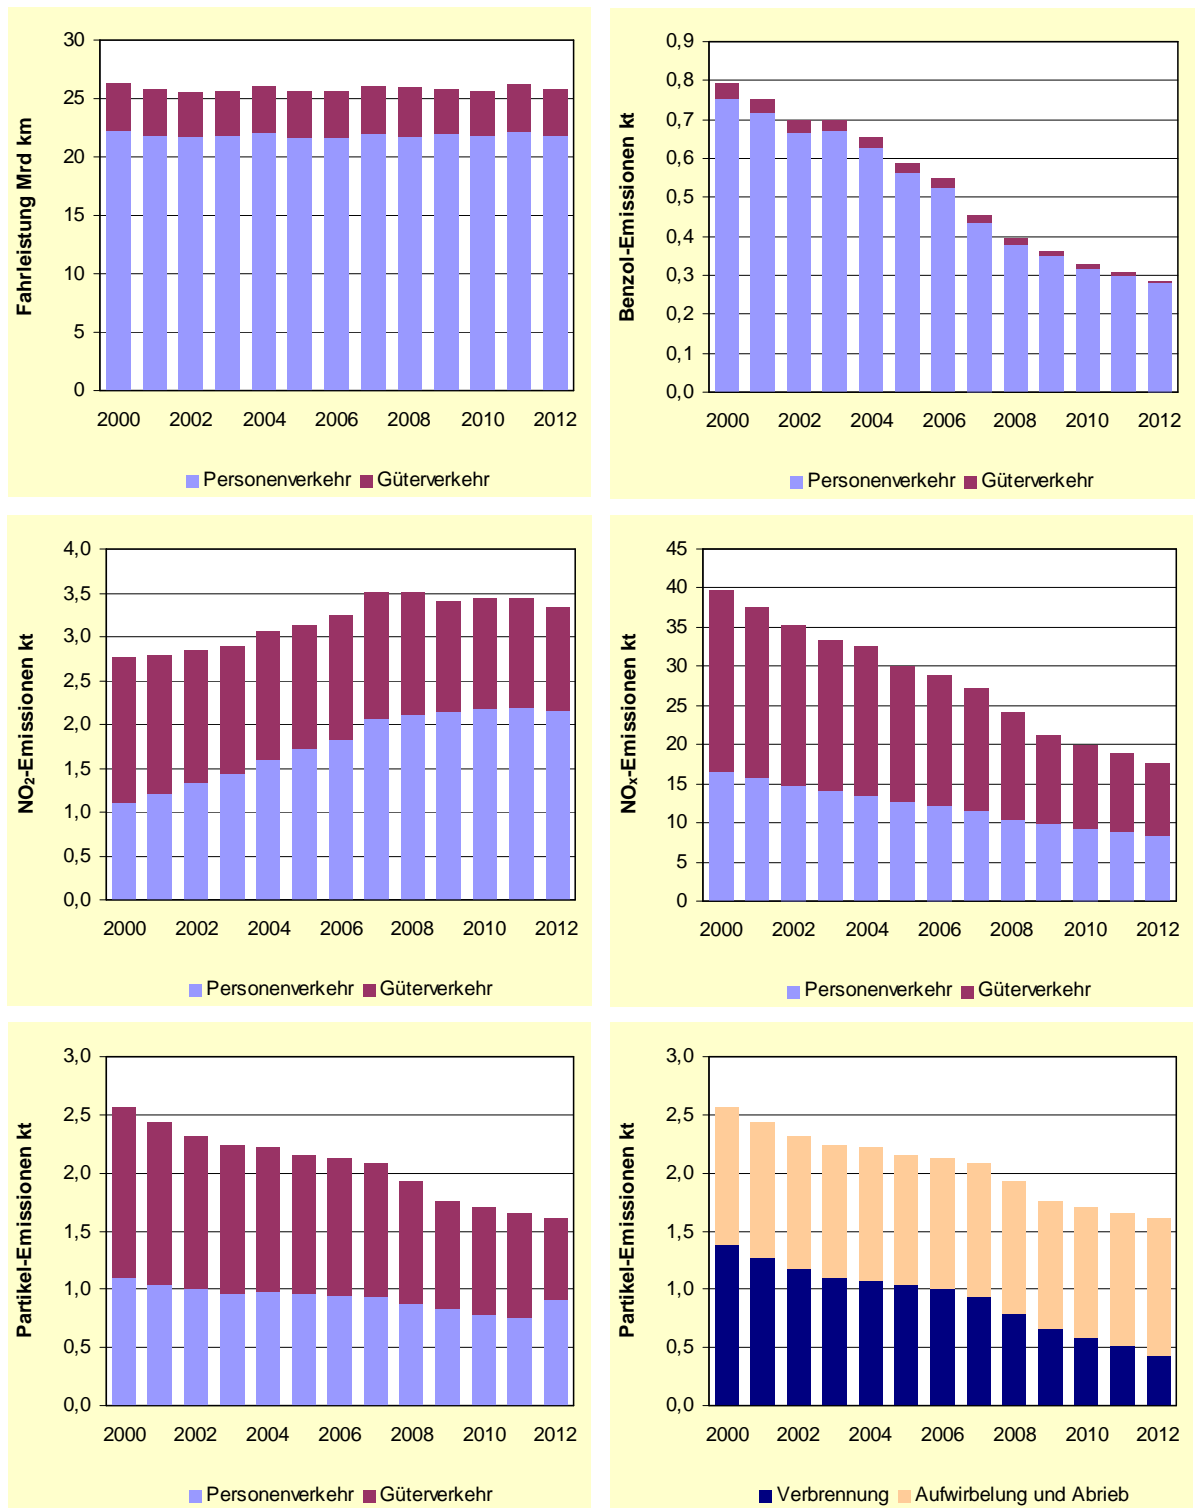 Fahrleistung Mrd km
30
25
20
15
10
5
0
2000 2002 2004 2006 2008 2010 2012
Personenverkehr Güterverkehr
Benzol-Emissionen kt
0,9
0,8
0,7
0,6
0,5
0,4
0,3
0,2
0,1
0,0
2000 2002 2004 2006 2008 2010 2012
Personenverkehr Güterverkehr
NO₂-Emissionen kt
4,0
3,5
3,0
2,5
2,0
1,5
1,0
0,5
0,0
2000 2002 2004 2006 2008 2010 2012
Personenverkehr Güterverkehr
NOₓ-Emissionen kt
45
40
35
30
25
20
15
10
5
0
2000 2002 2004 2006 2008 2010 2012
Personenverkehr Güterverkehr
Partikel-Emissionen kt
3,0
2,5
2,0
1,5
1,0
0,5
0,0
2000 2002 2004 2006 2008 2010 2012
Personenverkehr Güterverkehr
Partikel-Emissionen kt
3,0
2,5
2,0
1,5
1,0
0,5
0,0
2000 2002 2004 2006 2008 2010 2012
Verbrennung Aufwirbelung und Abrieb